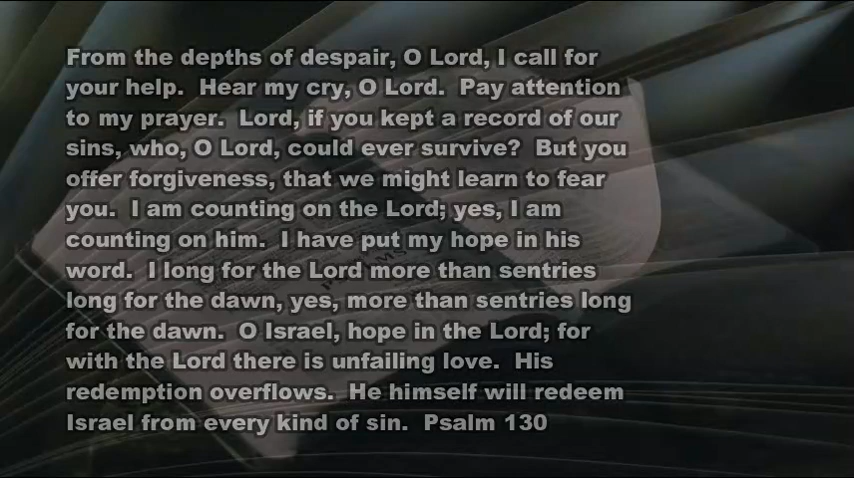 From the depths of despair, O Lord, I call for
your help.  Hear my cry, O Lord.  Pay attention
to my prayer.  Lord, if you kept a record of our
sins, who, O Lord, could ever survive?  But you
offer forgiveness, that we might learn to fear
you.  I am counting on the Lord; yes, I am
counting on him.  I have put my hope in his
word.  I long for the Lord more than sentries
long for the dawn, yes, more than sentries long
for the dawn.  O Israel, hope in the Lord; for
with the Lord there is unfailing love.  His
redemption overflows.  He himself will redeem
Israel from every kind of sin.  Psalm 130
PSALMS